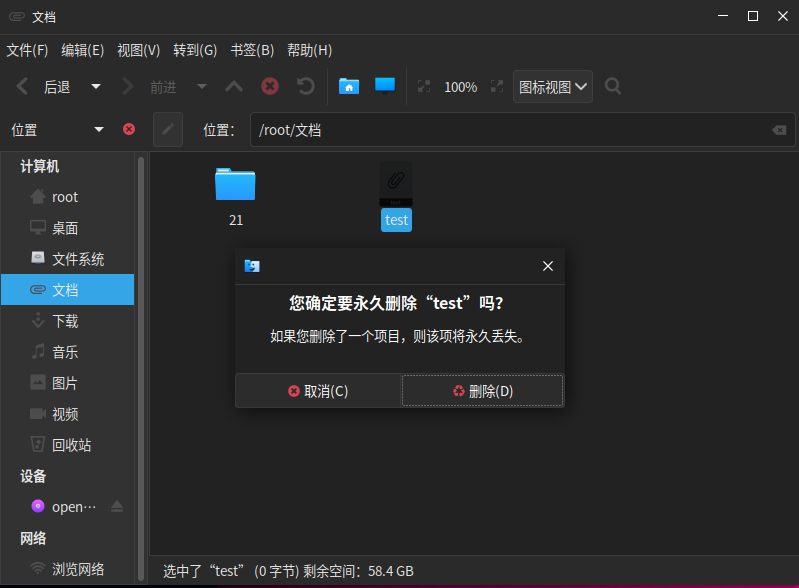 文档
文件(F) 编辑(E) 视图(V) 转到(G) 书签(B) 帮助(H)
后退 前进 100% 图标视图
位置 位置： /root/文档
计算机
root
桌面
文件系统
文档
下载
音乐
图片
视频
回收站
设备
open…
网络
浏览网络
21
test
您确定要永久删除“test”吗?
如果您删除了一个项目，则该项将永久丢失。
取消(C) 删除(D)
选中了“test” (0 字节) 剩余空间：58.4 GB